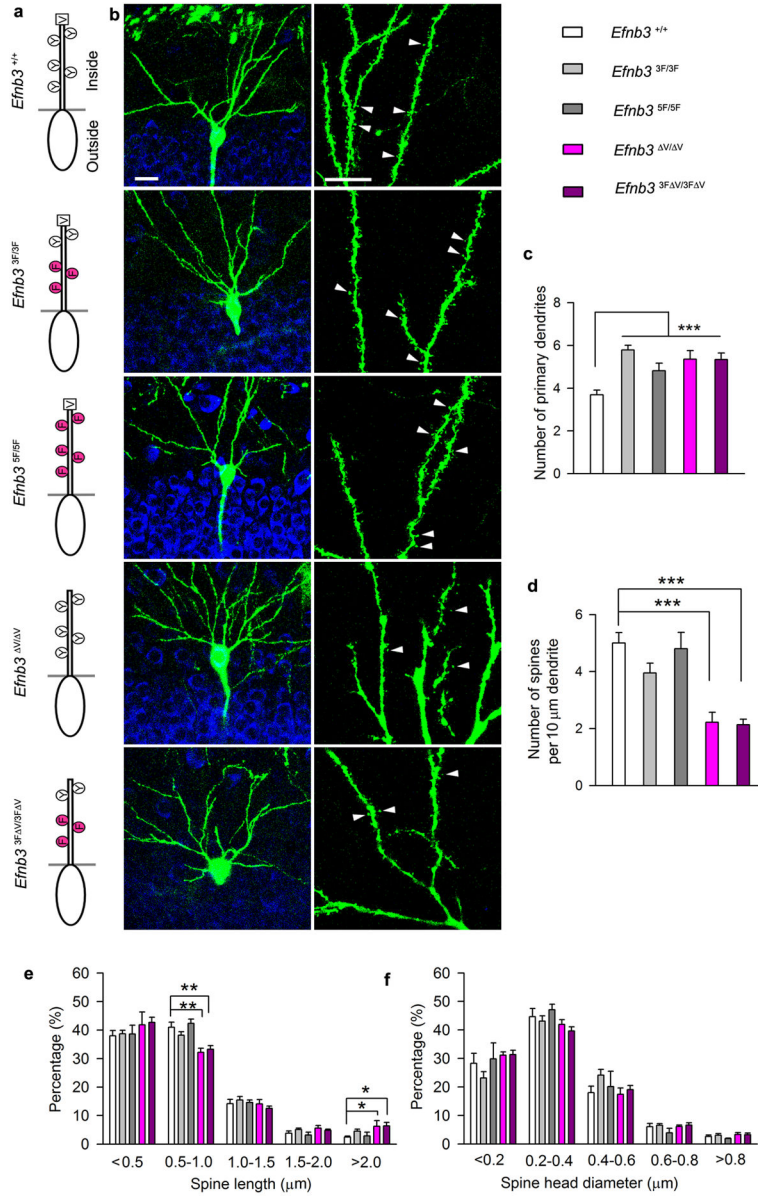 a
b
Efnb3 +/+
V
Y
Y
Y
Y
Y
Inside
Outside
Efnb3 3F/3F
V
Y
Y
F
F
F
Efnb3 5F/5F
V
F
F
F
F
F
Efnb3 ΔV/ΔV
Y
Y
Y
Y
Y
Efnb3 3FΔV/3FΔV
Y
Y
F
F
F
Efnb3 +/+
Efnb3 3F/3F
Efnb3 5F/5F
Efnb3 ΔV/ΔV
Efnb3 3FΔV/3FΔV
c
Number of primary dendrites
8
6
4
2
0
***
d
Number of spines
per 10 μm dendrite
6
4
2
0
***
***
e
Percentage (%)
60
50
40
30
20
10
0
**
**
*
*
<0.5 0.5-1.0 1.0-1.5 1.5-2.0 >2.0
Spine length (μm)
f
Percentage (%)
60
50
40
30
20
10
0
<0.2 0.2-0.4 0.4-0.6 0.6-0.8 >0.8
Spine head diameter (μm)